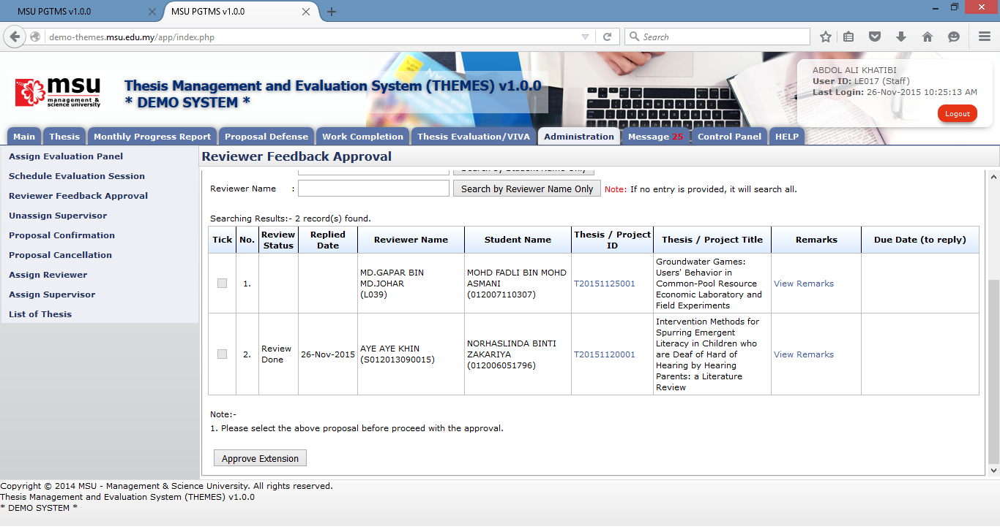 MSU PGTMS v1.0.0
MSU PGTMS v1.0.0
demo-themes.msu.edu.my/app/index.php
Search
msu
management &
science university
Thesis Management and Evaluation System (THEMES) v1.0.0
* DEMO SYSTEM *
ABDOL ALI KHATIBI
User ID: LE017 (Staff)
Last Login: 26-Nov-2015 10:25:13 AM
Logout
Main
Thesis
Monthly Progress Report
Proposal Defense
Work Completion
Thesis Evaluation/VIVA
Administration
Message 25
Control Panel
HELP
Assign Evaluation Panel
Schedule Evaluation Session
Reviewer Feedback Approval
Unassign Supervisor
Proposal Confirmation
Proposal Cancellation
Assign Reviewer
Assign Supervisor
List of Thesis
Reviewer Feedback Approval
Search by Student Name Only
Reviewer Name :
Search by Reviewer Name Only
Note: If no entry is provided, it will search all.
Searching Results:- 2 record(s) found.
Tick
No.
Review
Status
Replied
Date
Reviewer Name
Student Name
Thesis / Project
ID
Thesis / Project Title
Remarks
Due Date (to reply)
1.
MD.GAPAR BIN
MD.JOHAR
(L039)
MOHD FADLI BIN MOHD
ASMANI
(012007110307)
T20151125001
Groundwater Games:
Users' Behavior in
Common-Pool Resource
Economic Laboratory and
Field Experiments
View Remarks
2.
Review
Done
26-Nov-2015
AYE AYE KHIN
(S012013090015)
NORHASLINDA BINTI
ZAKARIYA
(012006051796)
T20151120001
Intervention Methods for
Spurring Emergent
Literacy in Children who
are Deaf of Hard of
Hearing by Hearing
Parents: a Literature
Review
View Remarks
Note:-
1. Please select the above proposal before proceed with the approval.
Approve Extension
Copyright © 2014 MSU - Management & Science University. All rights reserved.
Thesis Management and Evaluation System (THEMES) v1.0.0
* DEMO SYSTEM *